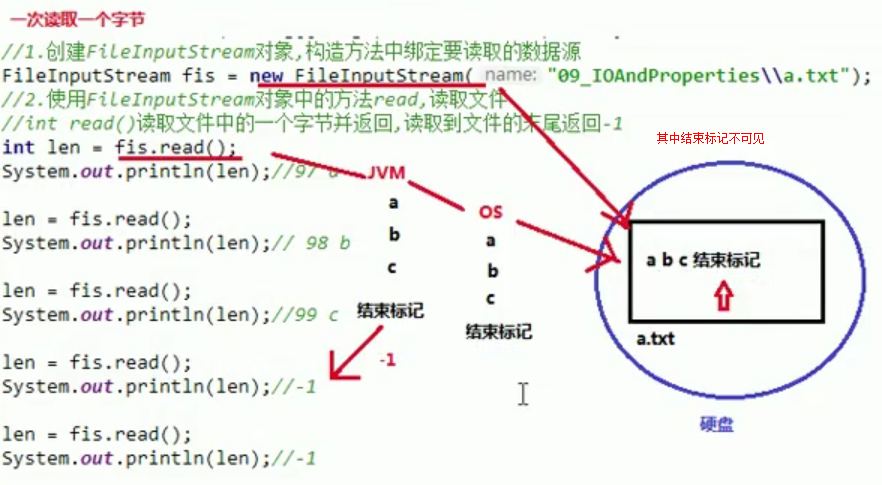 一次读取一个字节
//1.创建FileInputStream对象,构造方法中绑定要读取的数据源
FileInputStream fis = new FileInputStream( name: "09_IOAndProperties\\a.txt");
//2.使用FileInputStream对象中的方法read,读取文件
//int read()读取文件中的一个字节并返回,读取到文件的末尾返回-1
int len = fis.read();
System.out.println(len);//97 a
len = fis.read();
System.out.println(len);// 98 b
len = fis.read();
System.out.println(len);//99 c
len = fis.read();
System.out.println(len);//-1
len = fis.read();
System.out.println(len);//-1
JVM
a
b
c
结束标记
-1
OS
a
b
c
结束标记
其中结束标记不可见
a b c 结束标记
a.txt
硬盘